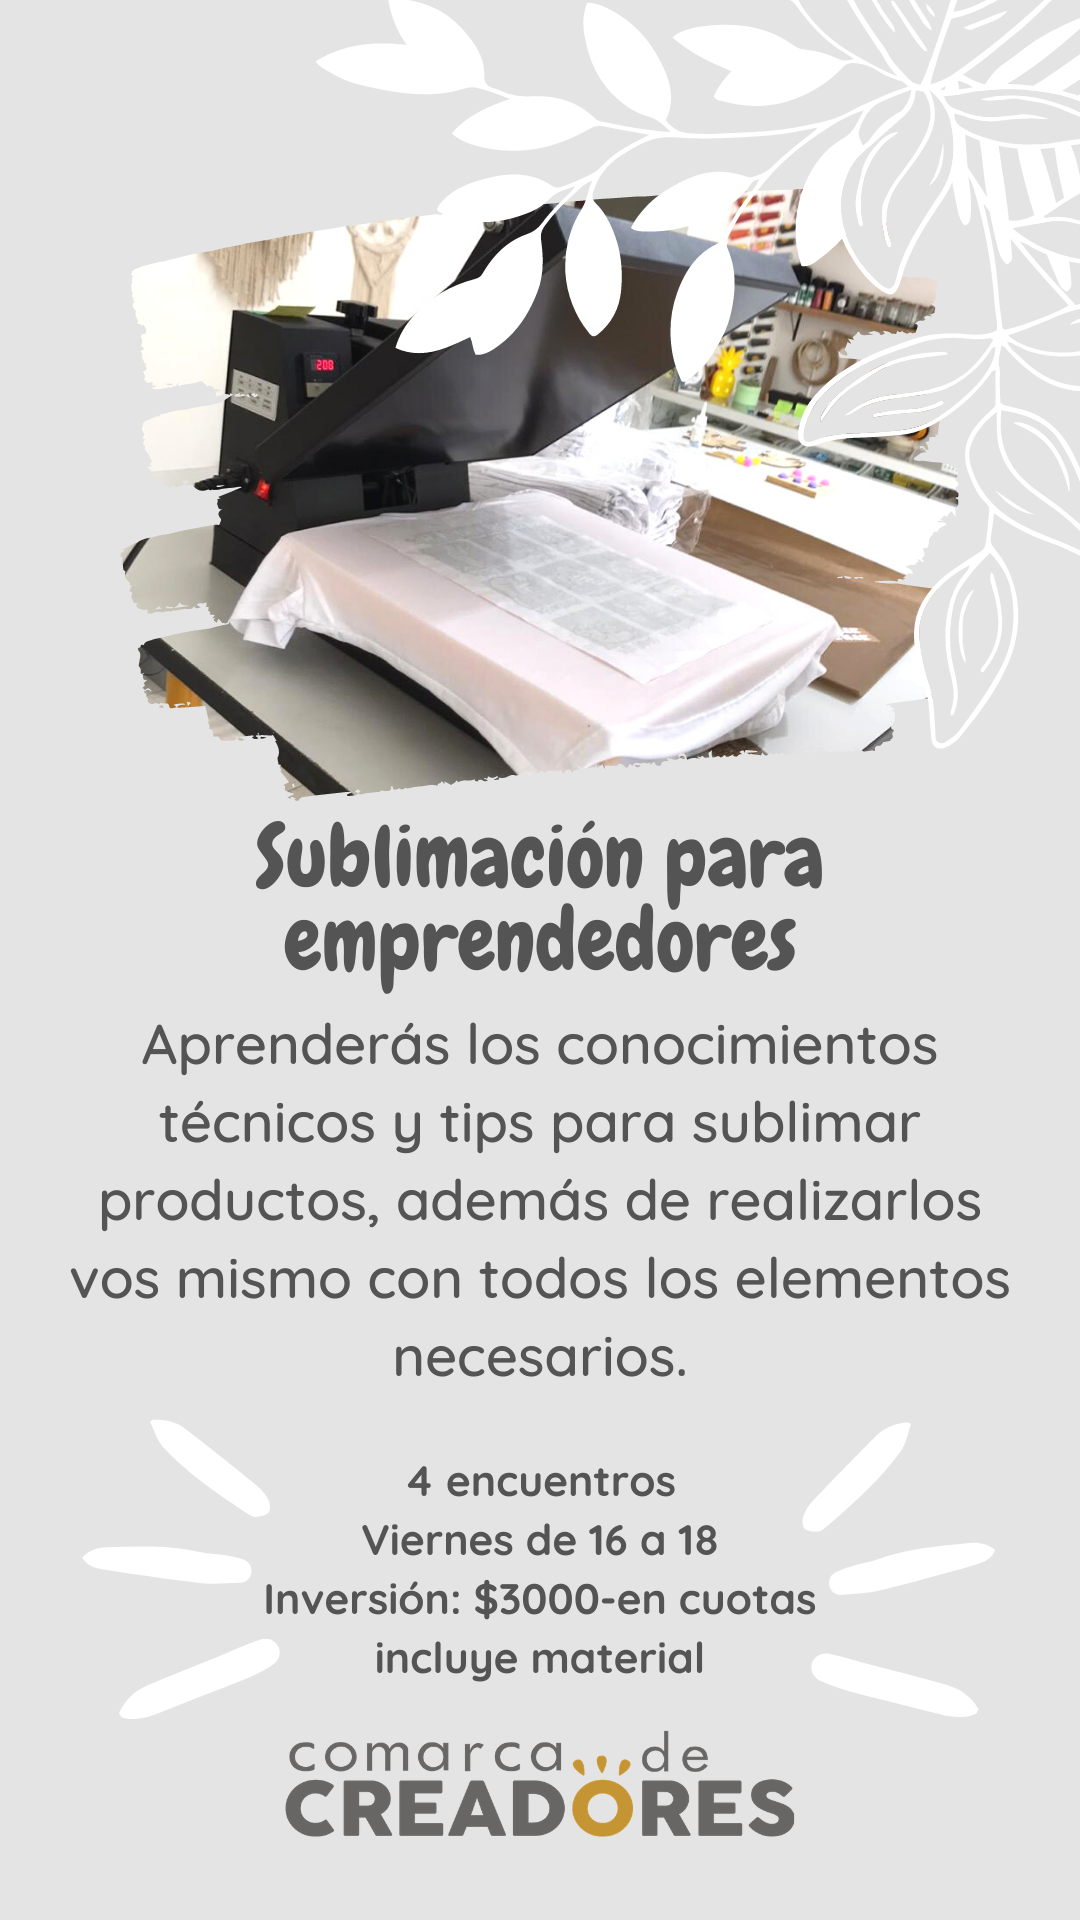 208
Sublimación para
emprendedores
Aprenderás los conocimientos
técnicos y tips para sublimar
productos, además de realizarlos
vos mismo con todos los elementos
necesarios.
4 encuentros
Viernes de 16 a 18
Inversión: $3000-en cuotas
incluye material
comarca de
CREADORES